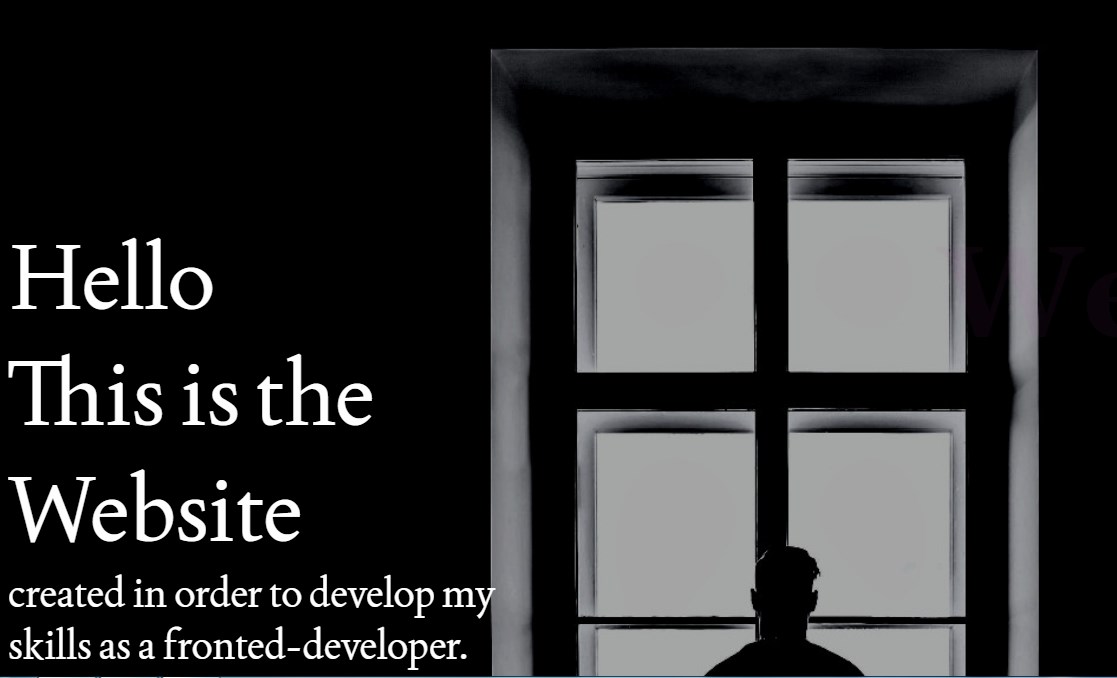 Hello
This is the
Website
created in order to develop my
skills as a fronted-developer.